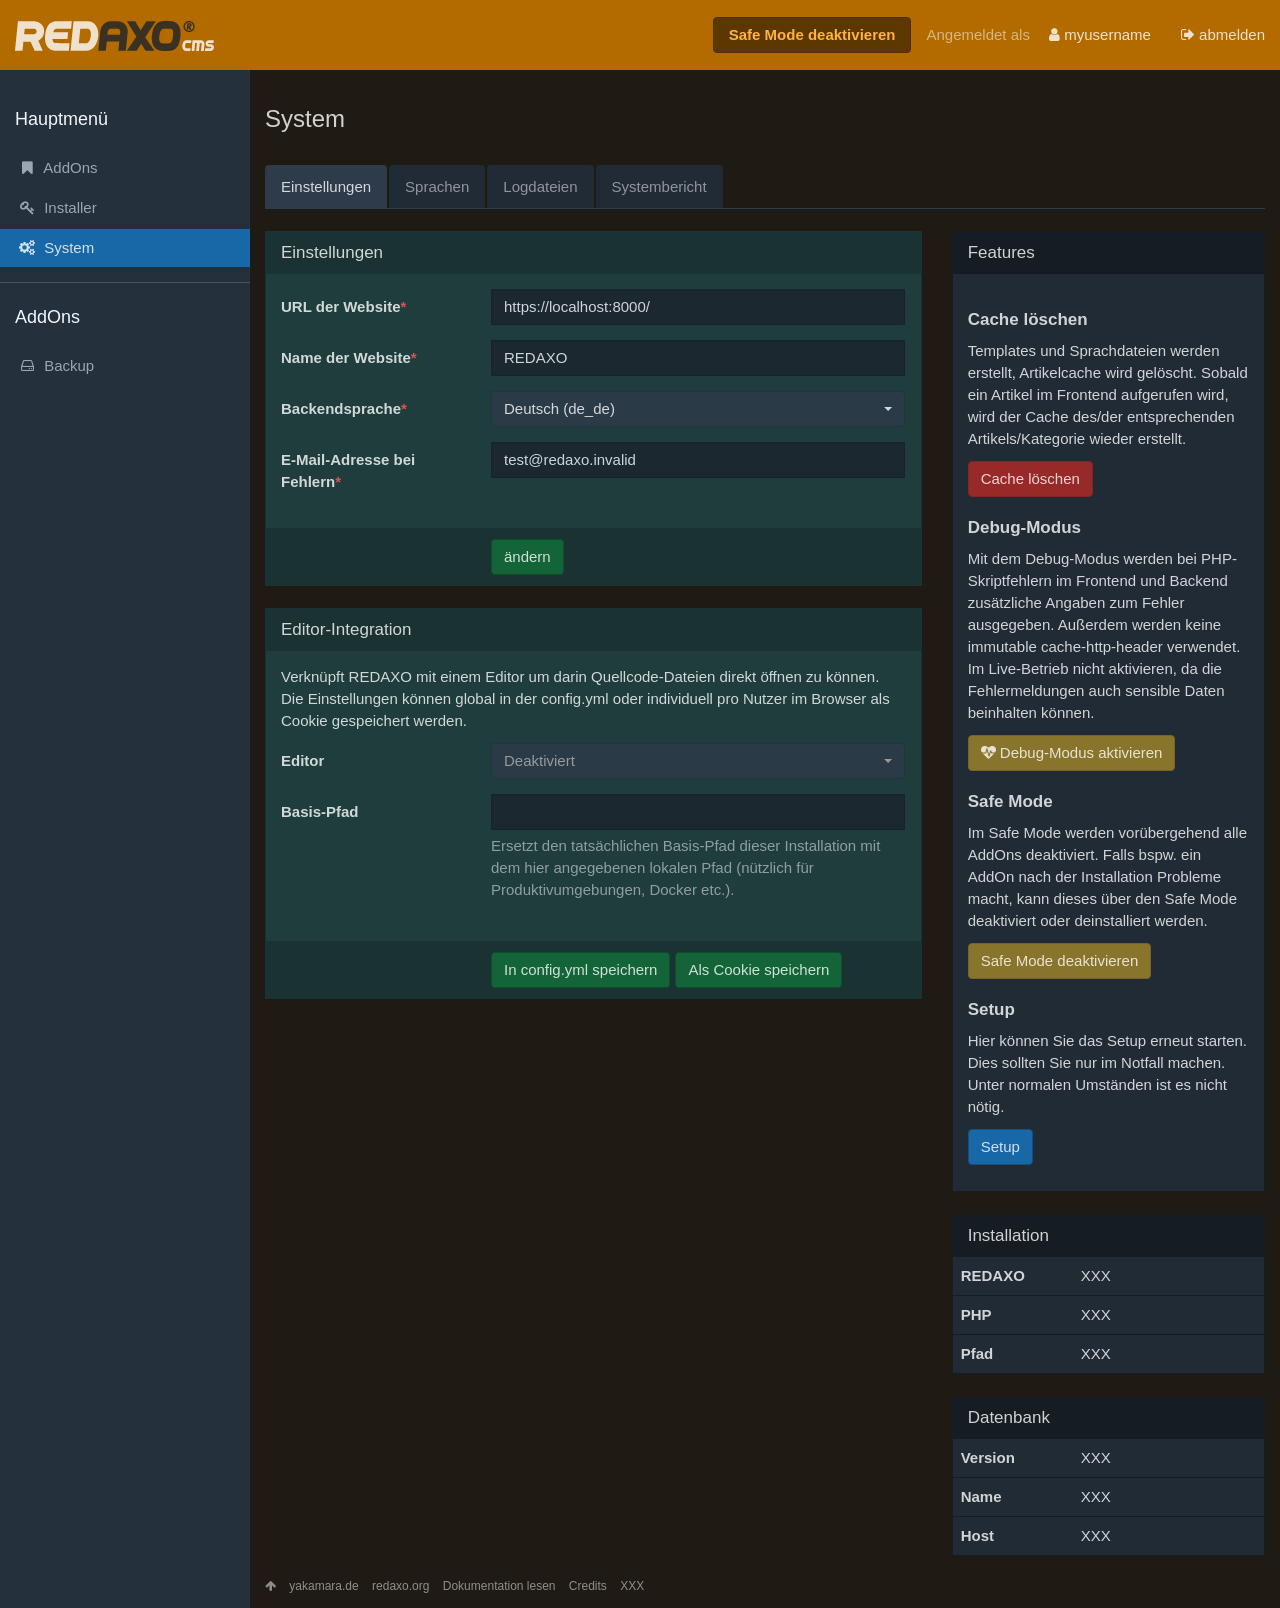 REDAXO® cms
Safe Mode deaktivieren Angemeldet als myusername abmelden
Hauptmenü
AddOns
Installer
System
AddOns
Backup
System
Einstellungen Sprachen Logdateien Systembericht
Einstellungen
URL der Website* https://localhost:8000/
Name der Website* REDAXO
Backendsprache* Deutsch (de_de)
E-Mail-Adresse bei
Fehlern*
test@redaxo.invalid
ändern
Editor-Integration
Verknüpft REDAXO mit einem Editor um darin Quellcode-Dateien direkt öffnen zu können.
Die Einstellungen können global in der config.yml oder individuell pro Nutzer im Browser als
Cookie gespeichert werden.
Editor Deaktiviert
Basis-Pfad
Ersetzt den tatsächlichen Basis-Pfad dieser Installation mit
dem hier angegebenen lokalen Pfad (nützlich für
Produktivumgebungen, Docker etc.).
In config.yml speichern Als Cookie speichern
Features
Cache löschen
Templates und Sprachdateien werden
erstellt, Artikelcache wird gelöscht. Sobald
ein Artikel im Frontend aufgerufen wird,
wird der Cache des/der entsprechenden
Artikels/Kategorie wieder erstellt.
Cache löschen
Debug-Modus
Mit dem Debug-Modus werden bei PHP-
Skriptfehlern im Frontend und Backend
zusätzliche Angaben zum Fehler
ausgegeben. Außerdem werden keine
immutable cache-http-header verwendet.
Im Live-Betrieb nicht aktivieren, da die
Fehlermeldungen auch sensible Daten
beinhalten können.
Debug-Modus aktivieren
Safe Mode
Im Safe Mode werden vorübergehend alle
AddOns deaktiviert. Falls bspw. ein
AddOn nach der Installation Probleme
macht, kann dieses über den Safe Mode
deaktiviert oder deinstalliert werden.
Safe Mode deaktivieren
Setup
Hier können Sie das Setup erneut starten.
Dies sollten Sie nur im Notfall machen.
Unter normalen Umständen ist es nicht
nötig.
Setup
Installation
REDAXO XXX
PHP XXX
Pfad XXX
Datenbank
Version XXX
Name XXX
Host XXX
yakamara.de redaxo.org Dokumentation lesen Credits XXX